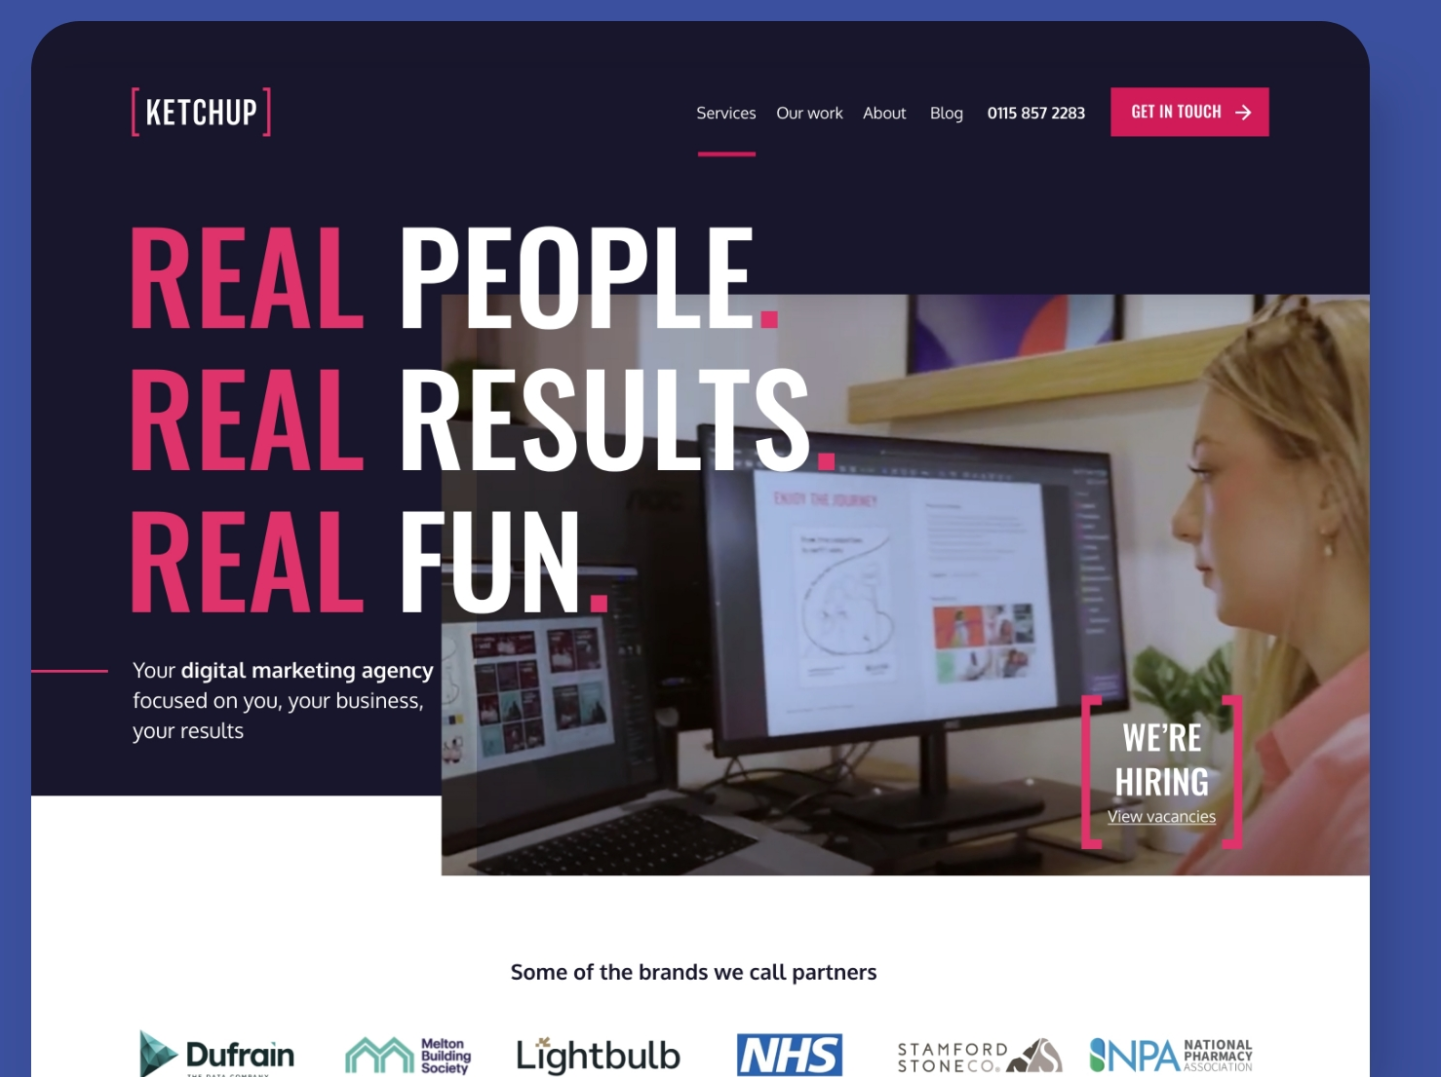 KETCHUP
Services Our work About Blog 0115 857 2283 GET IN TOUCH
REAL PEOPLE.
REAL RESULTS.
REAL FUN.
ENJOY THE JOURNEY
Your digital marketing agency
focused on you, your business,
your results
WE'RE
HIRING
View vacancies
Some of the brands we call partners
Dufrain
THE DATA COMPANY
Melton
Building
Society
Lightbulb
NHS
STAMFORD
STONE CO.
NPA NATIONAL
PHARMACY
ASSOCIATION